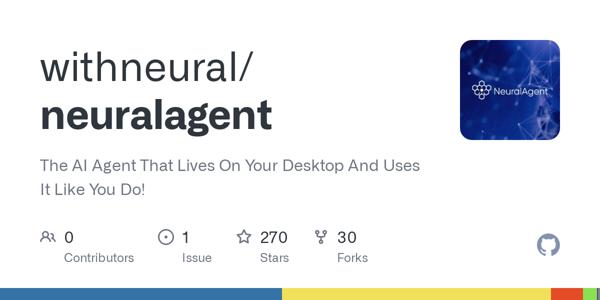 withneural/
neuralagent
NeuralAgent
The AI Agent That Lives On Your Desktop And Uses
It Like You Do!
0
Contributors
1
Issue
270
Stars
30
Forks